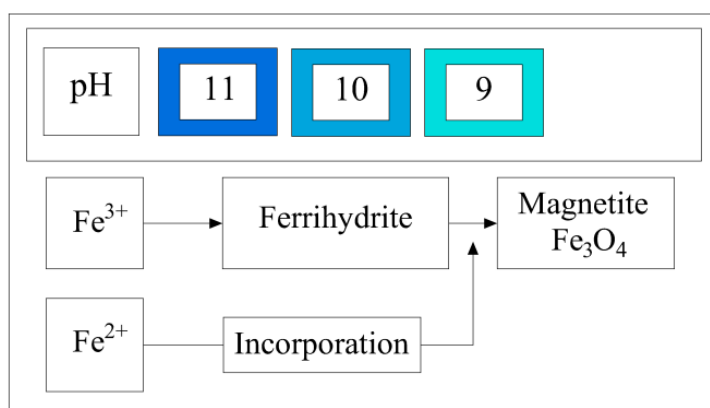 pH 11 10 9
Fe³⁺ Ferrihydrite Magnetite
Fe₃O₄
Fe²⁺ Incorporation